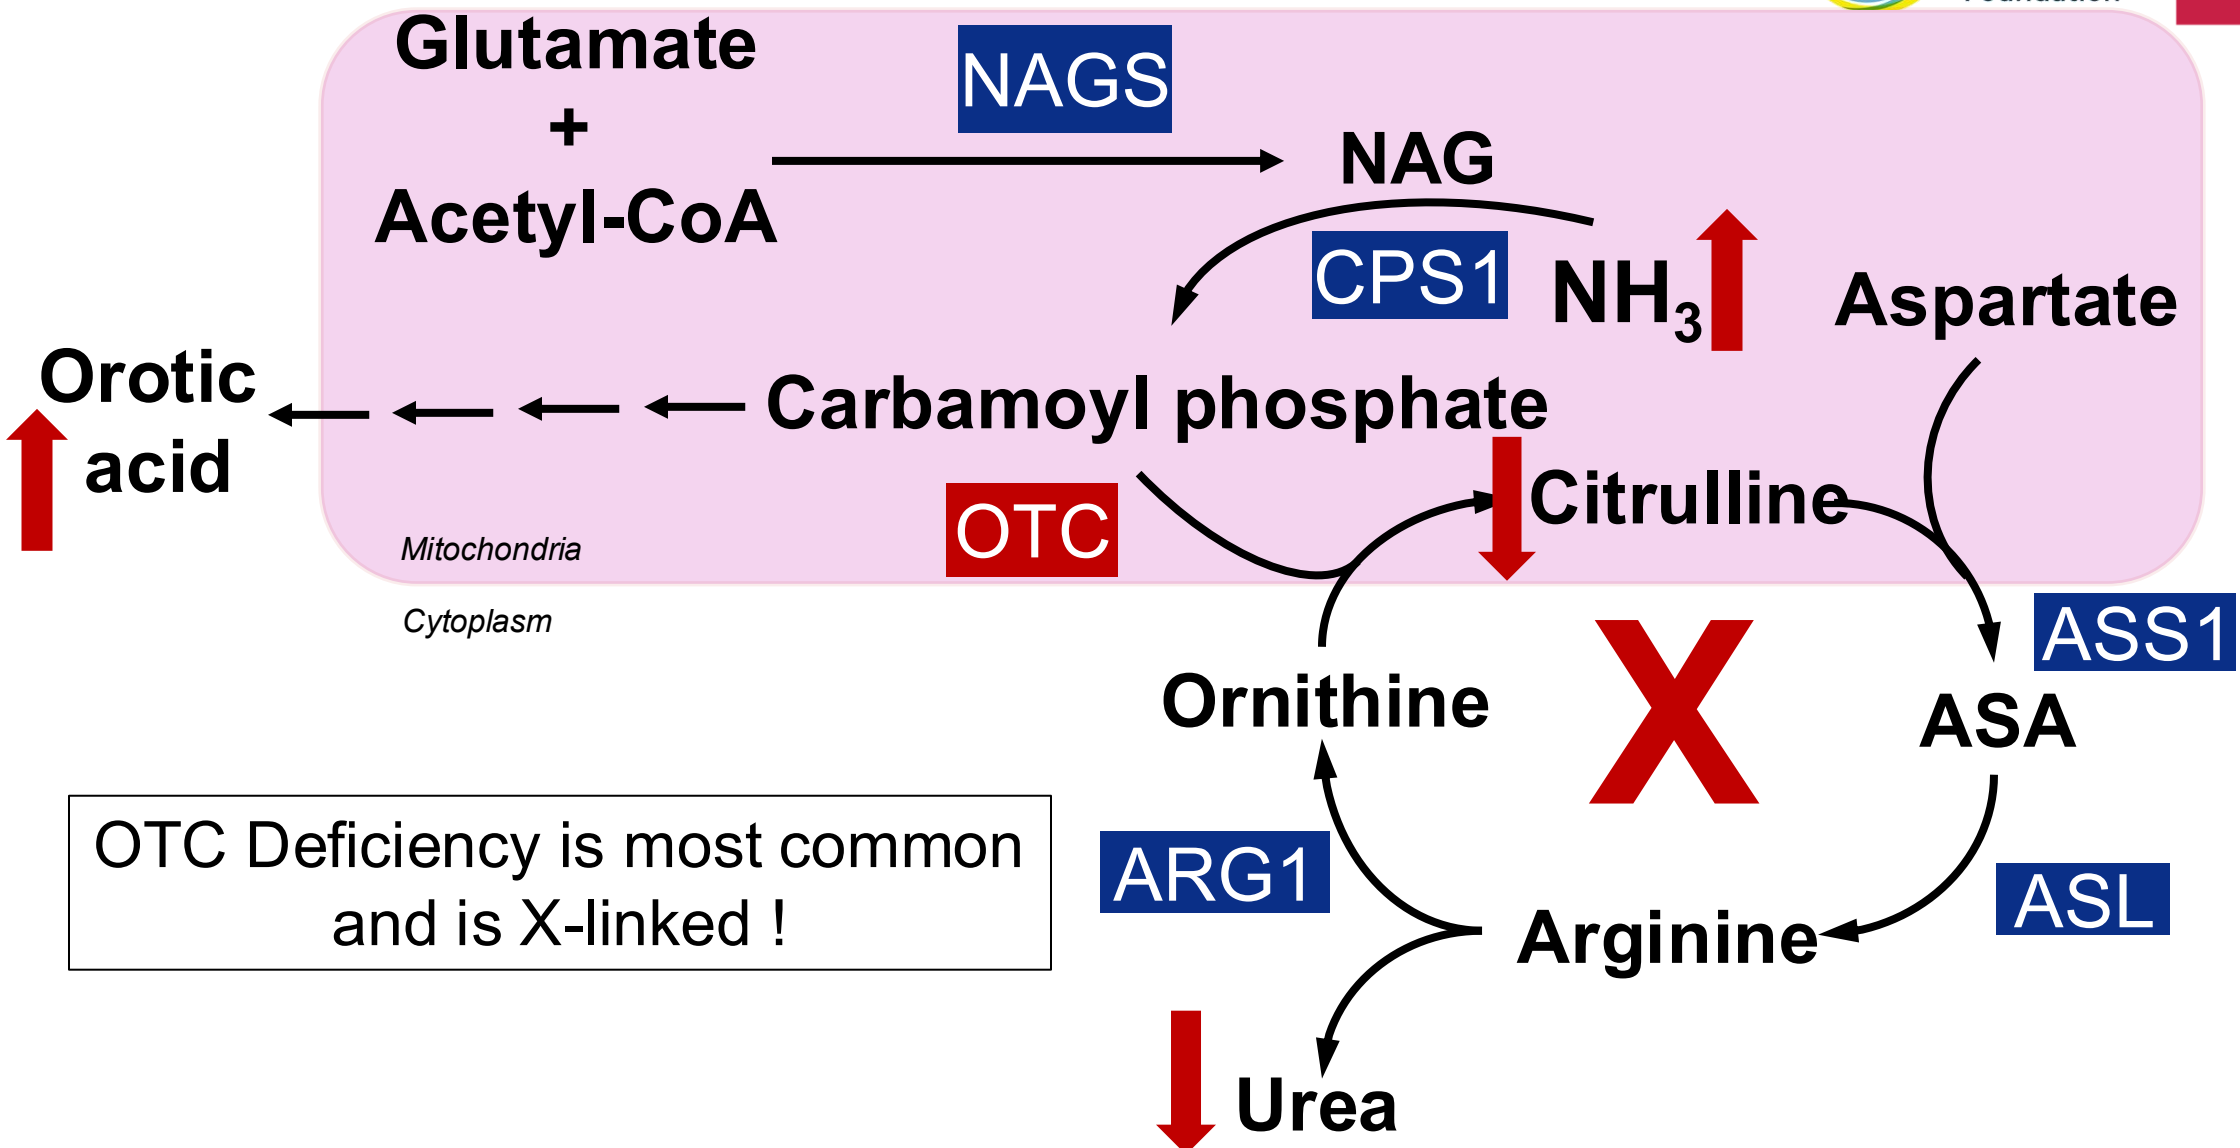 Glutamate
+
Acetyl-CoA
NAGS
NAG
CPS1
NH₃
Aspartate
Orotic
acid
Carbamoyl phosphate
OTC
Citrulline
Mitochondria
Cytoplasm
Ornithine
X
ASS1
ASA
OTC Deficiency is most common
and is X-linked !
ARG1
ASL
Arginine
Urea